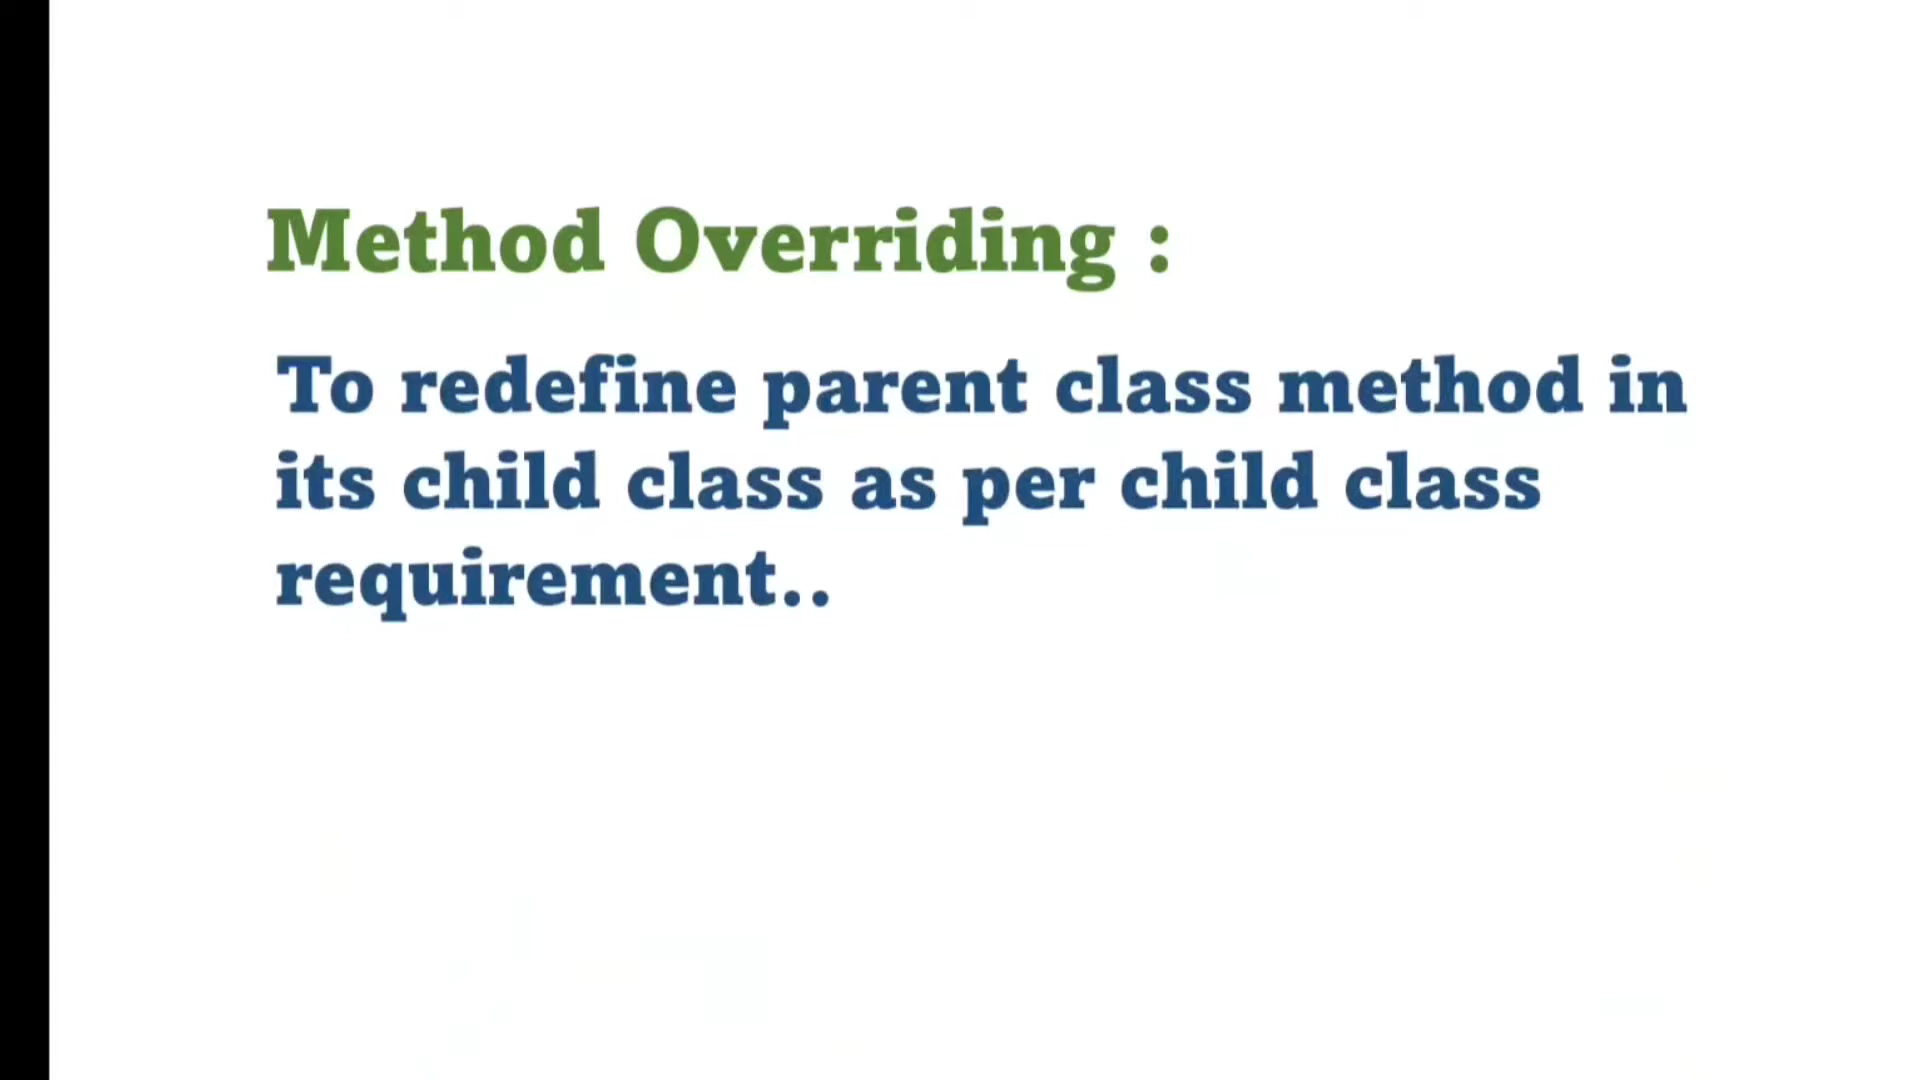 Method Overriding :
To redefine parent class method in
its child class as per child class
requirement..